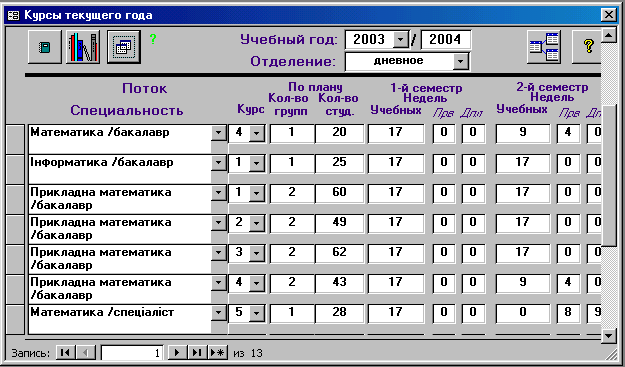 Курсы текущего года
?
Учебный год: 2003 / 2004
?
Отделение: дневное
Поток
Специальность
Курс
По плану
Кол-во групп
Кол-во студ.
1-й семестр
Недель
Учебных Прв Дпл
2-й семестр
Недель
Учебных Прв Дпл
Математика /бакалавр 4 1 20 17 0 0 9 4 0
Інформатика /бакалавр 1 1 25 17 0 0 17 0 0
Прикладна математика
/бакалавр 1 2 60 17 0 0 17 0 0
Прикладна математика
/бакалавр 2 2 49 17 0 0 17 0 0
Прикладна математика
/бакалавр 3 2 62 17 0 0 17 0 0
Прикладна математика
/бакалавр 4 2 43 17 0 0 9 4 0
Математика /спеціаліст 5 1 28 17 0 0 0 8 9
Запись: 1 из 13